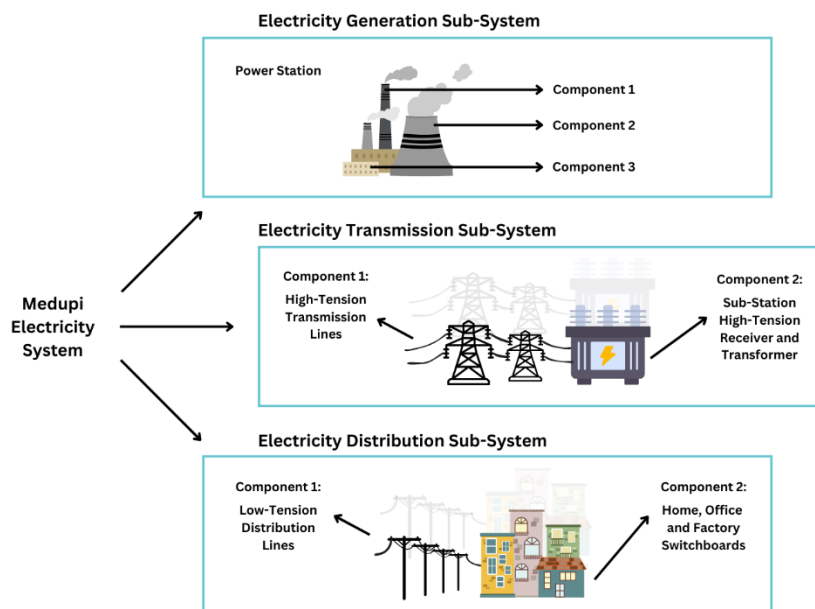 Electricity Generation Sub-System
Power Station
Component 1
Component 2
Component 3
Medupi
Electricity
System
Electricity Transmission Sub-System
Component 1:
High-Tension
Transmission
Lines
Component 2:
Sub-Station
High-Tension
Receiver and
Transformer
Electricity Distribution Sub-System
Component 1:
Low-Tension
Distribution
Lines
Component 2:
Home, Office
and Factory
Switchboards